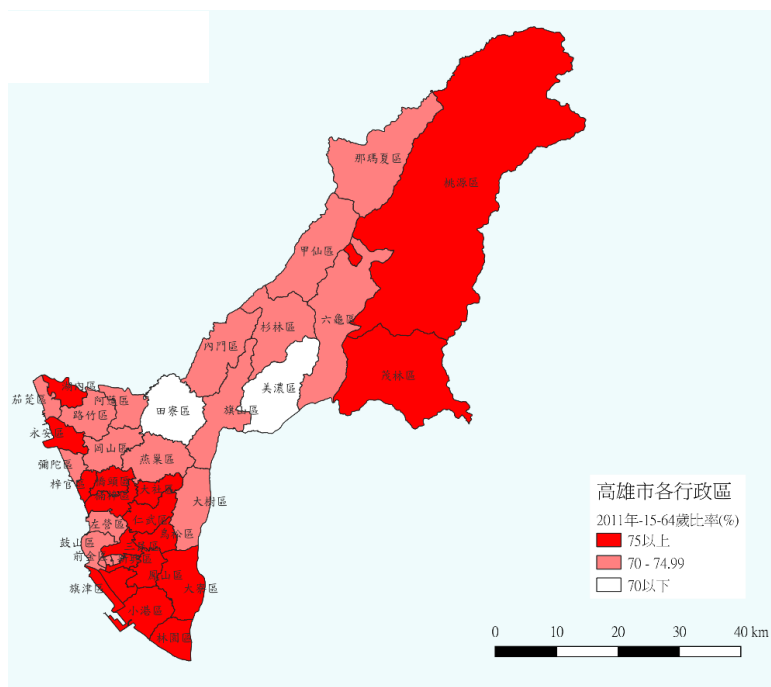 那瑪夏區
桃源區
甲仙區
六龜區
杉林區
內門區
茂林區
美濃區
湖內區
茄萣區
阿蓮區
路竹區
田寮區
旗山區
永安區
岡山區
燕巢區
彌陀區
橋頭區
梓官區
大社區
大樹區
左營區
仁武區
鳥松區
鼓山區
三民區
前金區
鳳山區
旗津區
大寮區
小港區
林園區
高雄市各行政區
2011年-15-64歲比率(%)
75以上
70 - 74.99
70以下
0 10 20 30 40 km